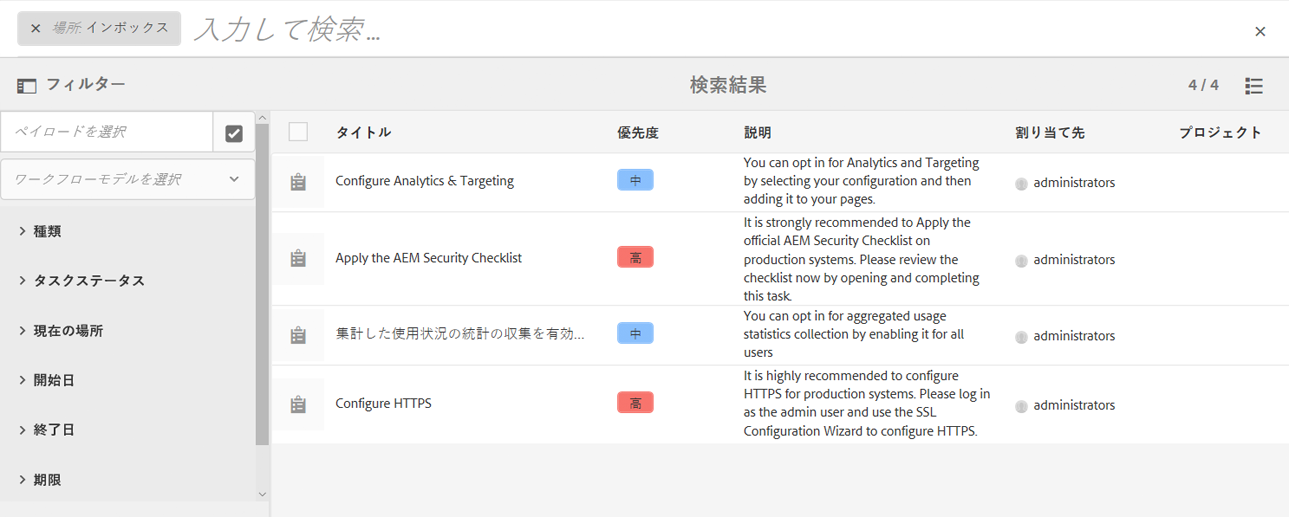 × 場所: インボックス 入力して検索 ... ×
フィルター 検索結果 4 / 4
ペイロードを選択
ワークフローモデルを選択
種類
タスクステータス
現在の場所
開始日
終了日
期限
タイトル 優先度 説明 割り当て先 プロジェクト
Configure Analytics & Targeting 中
You can opt in for Analytics and Targeting
by selecting your configuration and then
adding it to your pages.
administrators
Apply the AEM Security Checklist 高
It is strongly recommended to Apply the
official AEM Security Checklist on
production systems. Please review the
checklist now by opening and completing
this task.
administrators
集計した使用状況の統計の収集を有効... 中
You can opt in for aggregated usage
statistics collection by enabling it for all
users
administrators
Configure HTTPS 高
It is highly recommended to configure
HTTPS for production systems. Please log in
as the admin user and use the SSL
Configuration Wizard to configure HTTPS.
administrators